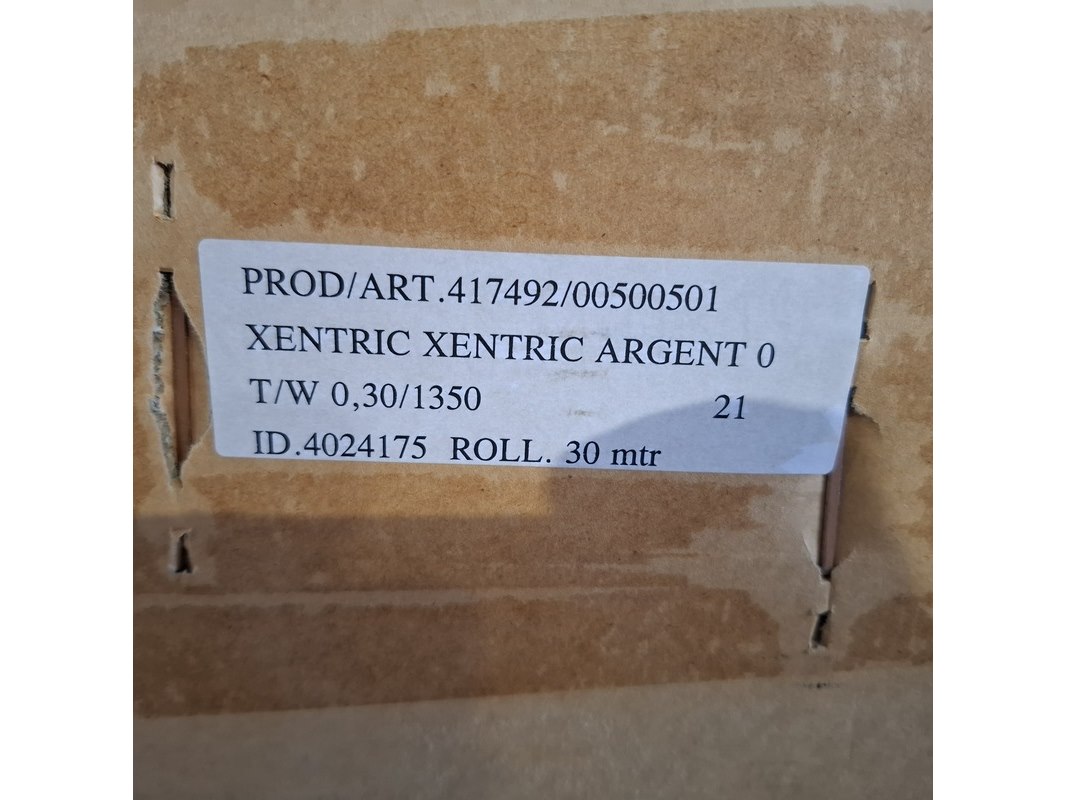 PROD/ART.417492/00500501
XENTRIC XENTRIC ARGENT 0
T/W 0,30/1350 21
ID.4024175 ROLL. 30 mtr